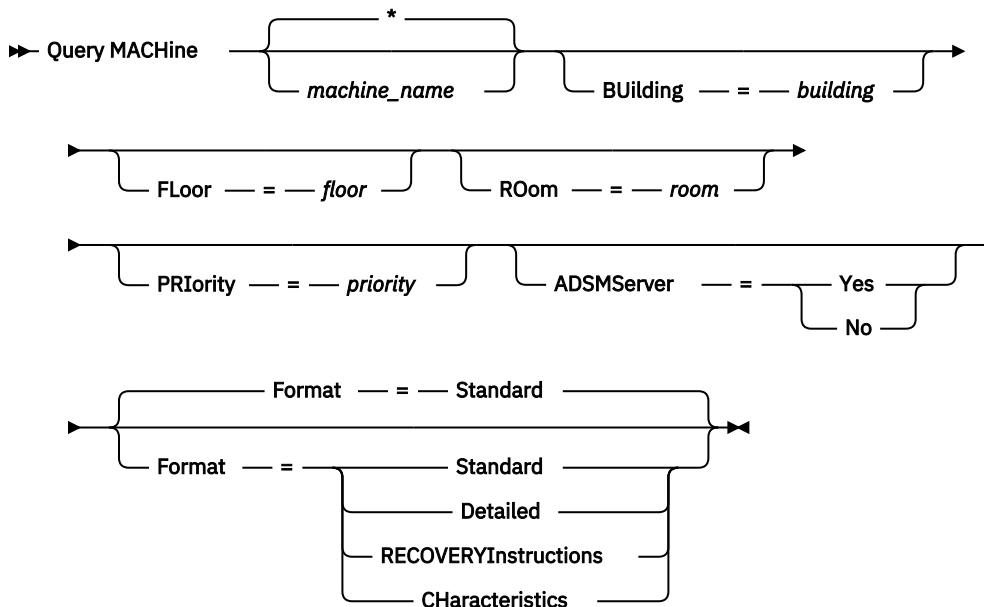 *
Query MACHine
machine_name
BUilding = building
FLoor = floor
ROom = room
PRIority = priority
ADSMServer = Yes
No
Format = Standard
Format = Standard
Detailed
RECOVERYInstructions
CHaracteristics